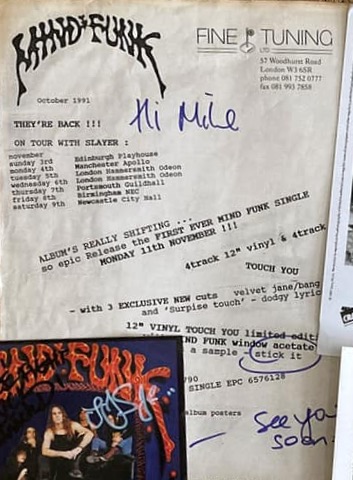 MIND FUNK
FINE TUNING
LTD
57 Woodhurst Road
London W3 6SR
phone 081 752 0777
fax 081 993 7858
October 1991
Hi Mike
THEY'RE BACK !!!
ON TOUR WITH SLAYER :
november
sunday 3rd Edinburgh Playhouse
monday 4th Manchester Apollo
tuesday 5th London Hammersmith Odeon
wednesday 6th London Hammersmith Odeon
thursday 7th Portsmouth Guildhall
friday 8th Birmingham NEC
saturday 9th Newcastle City Hall
ALBUM'S REALLY SHIFTING ...
so epic Release the FIRST EVER MIND FUNK SINGLE
MONDAY 11th NOVEMBER !!!
4track 12" vinyl & 4track
TOUCH YOU
- with 3 EXCLUSIVE NEW cuts velvet jane/bang
and 'Surpise touch' - dodgy lyric
12" VINYL TOUCH YOU limited edit
MIND FUNK window acetate
a sample - stick it
790
SINGLE EPC 6576128
album posters
See ya
soon
MIND FUNK